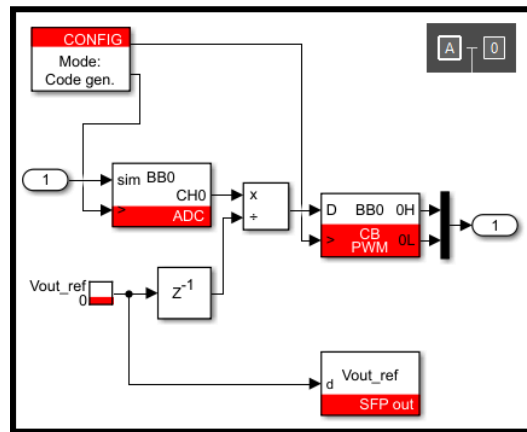 CONFIG
Mode:
Code gen.
A 0
1
sim BB0
CH0
> ADC
x
÷
D BB0 0H
> CB 0L
PWM
1
Vout_ref
0
Z-1
d Vout_ref
SFP out